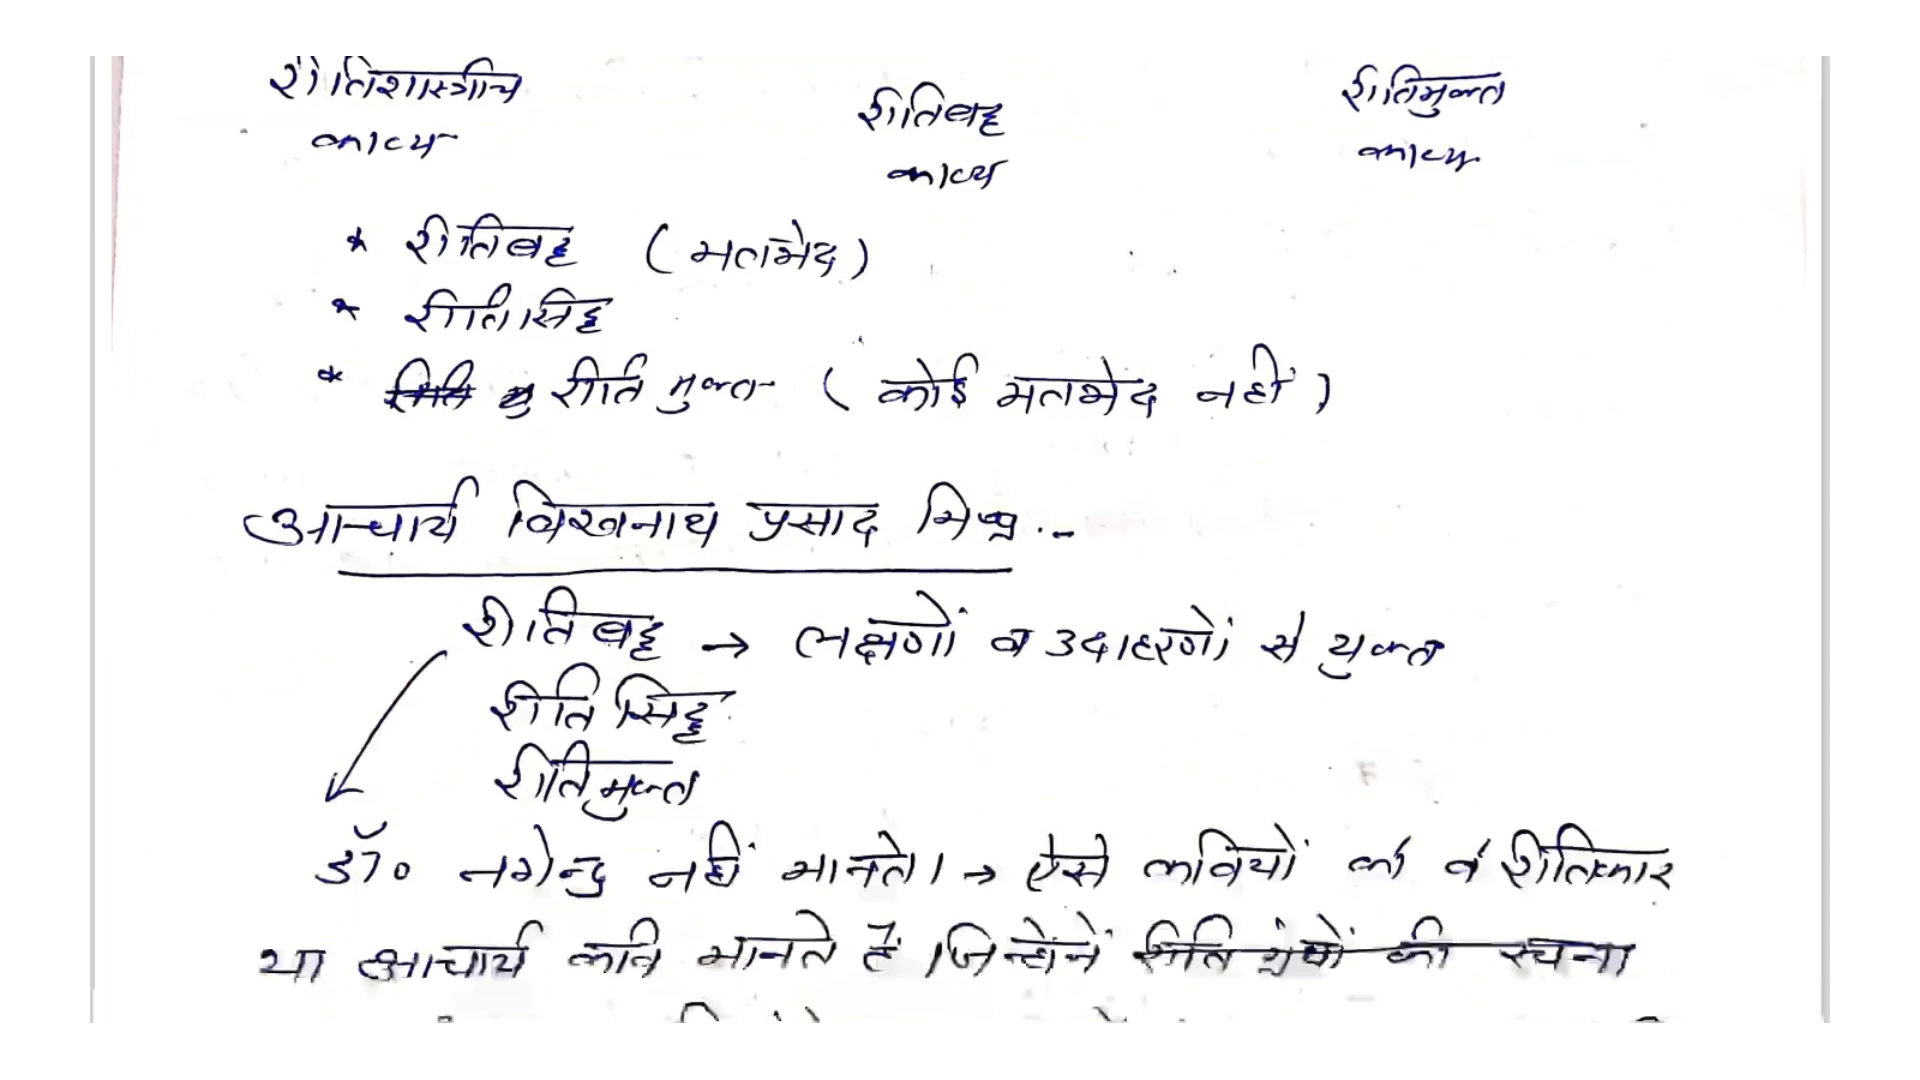 रीतिशास्त्रीय रीतिबद्ध रीतिमुक्त
काव्य काव्य काव्य
* रीतिबद्ध (मतभेद)
* रीतिसिद्ध
* रीति मु रीति मुक्त (कोई मतभेद नहीं)
आचार्य विश्वनाथ प्रसाद मिश्र :-
रीतिबद्ध → लक्षणों व उदाहरणों से युक्त
रीति सिद्ध
रीतिमुक्त
डॉ० नगेन्द्र नहीं मानते। → ऐसे कवियों को वे रीतिकार
या आचार्य कवि मानते हैं जिन्होंने रीति ग्रंथों की रचना